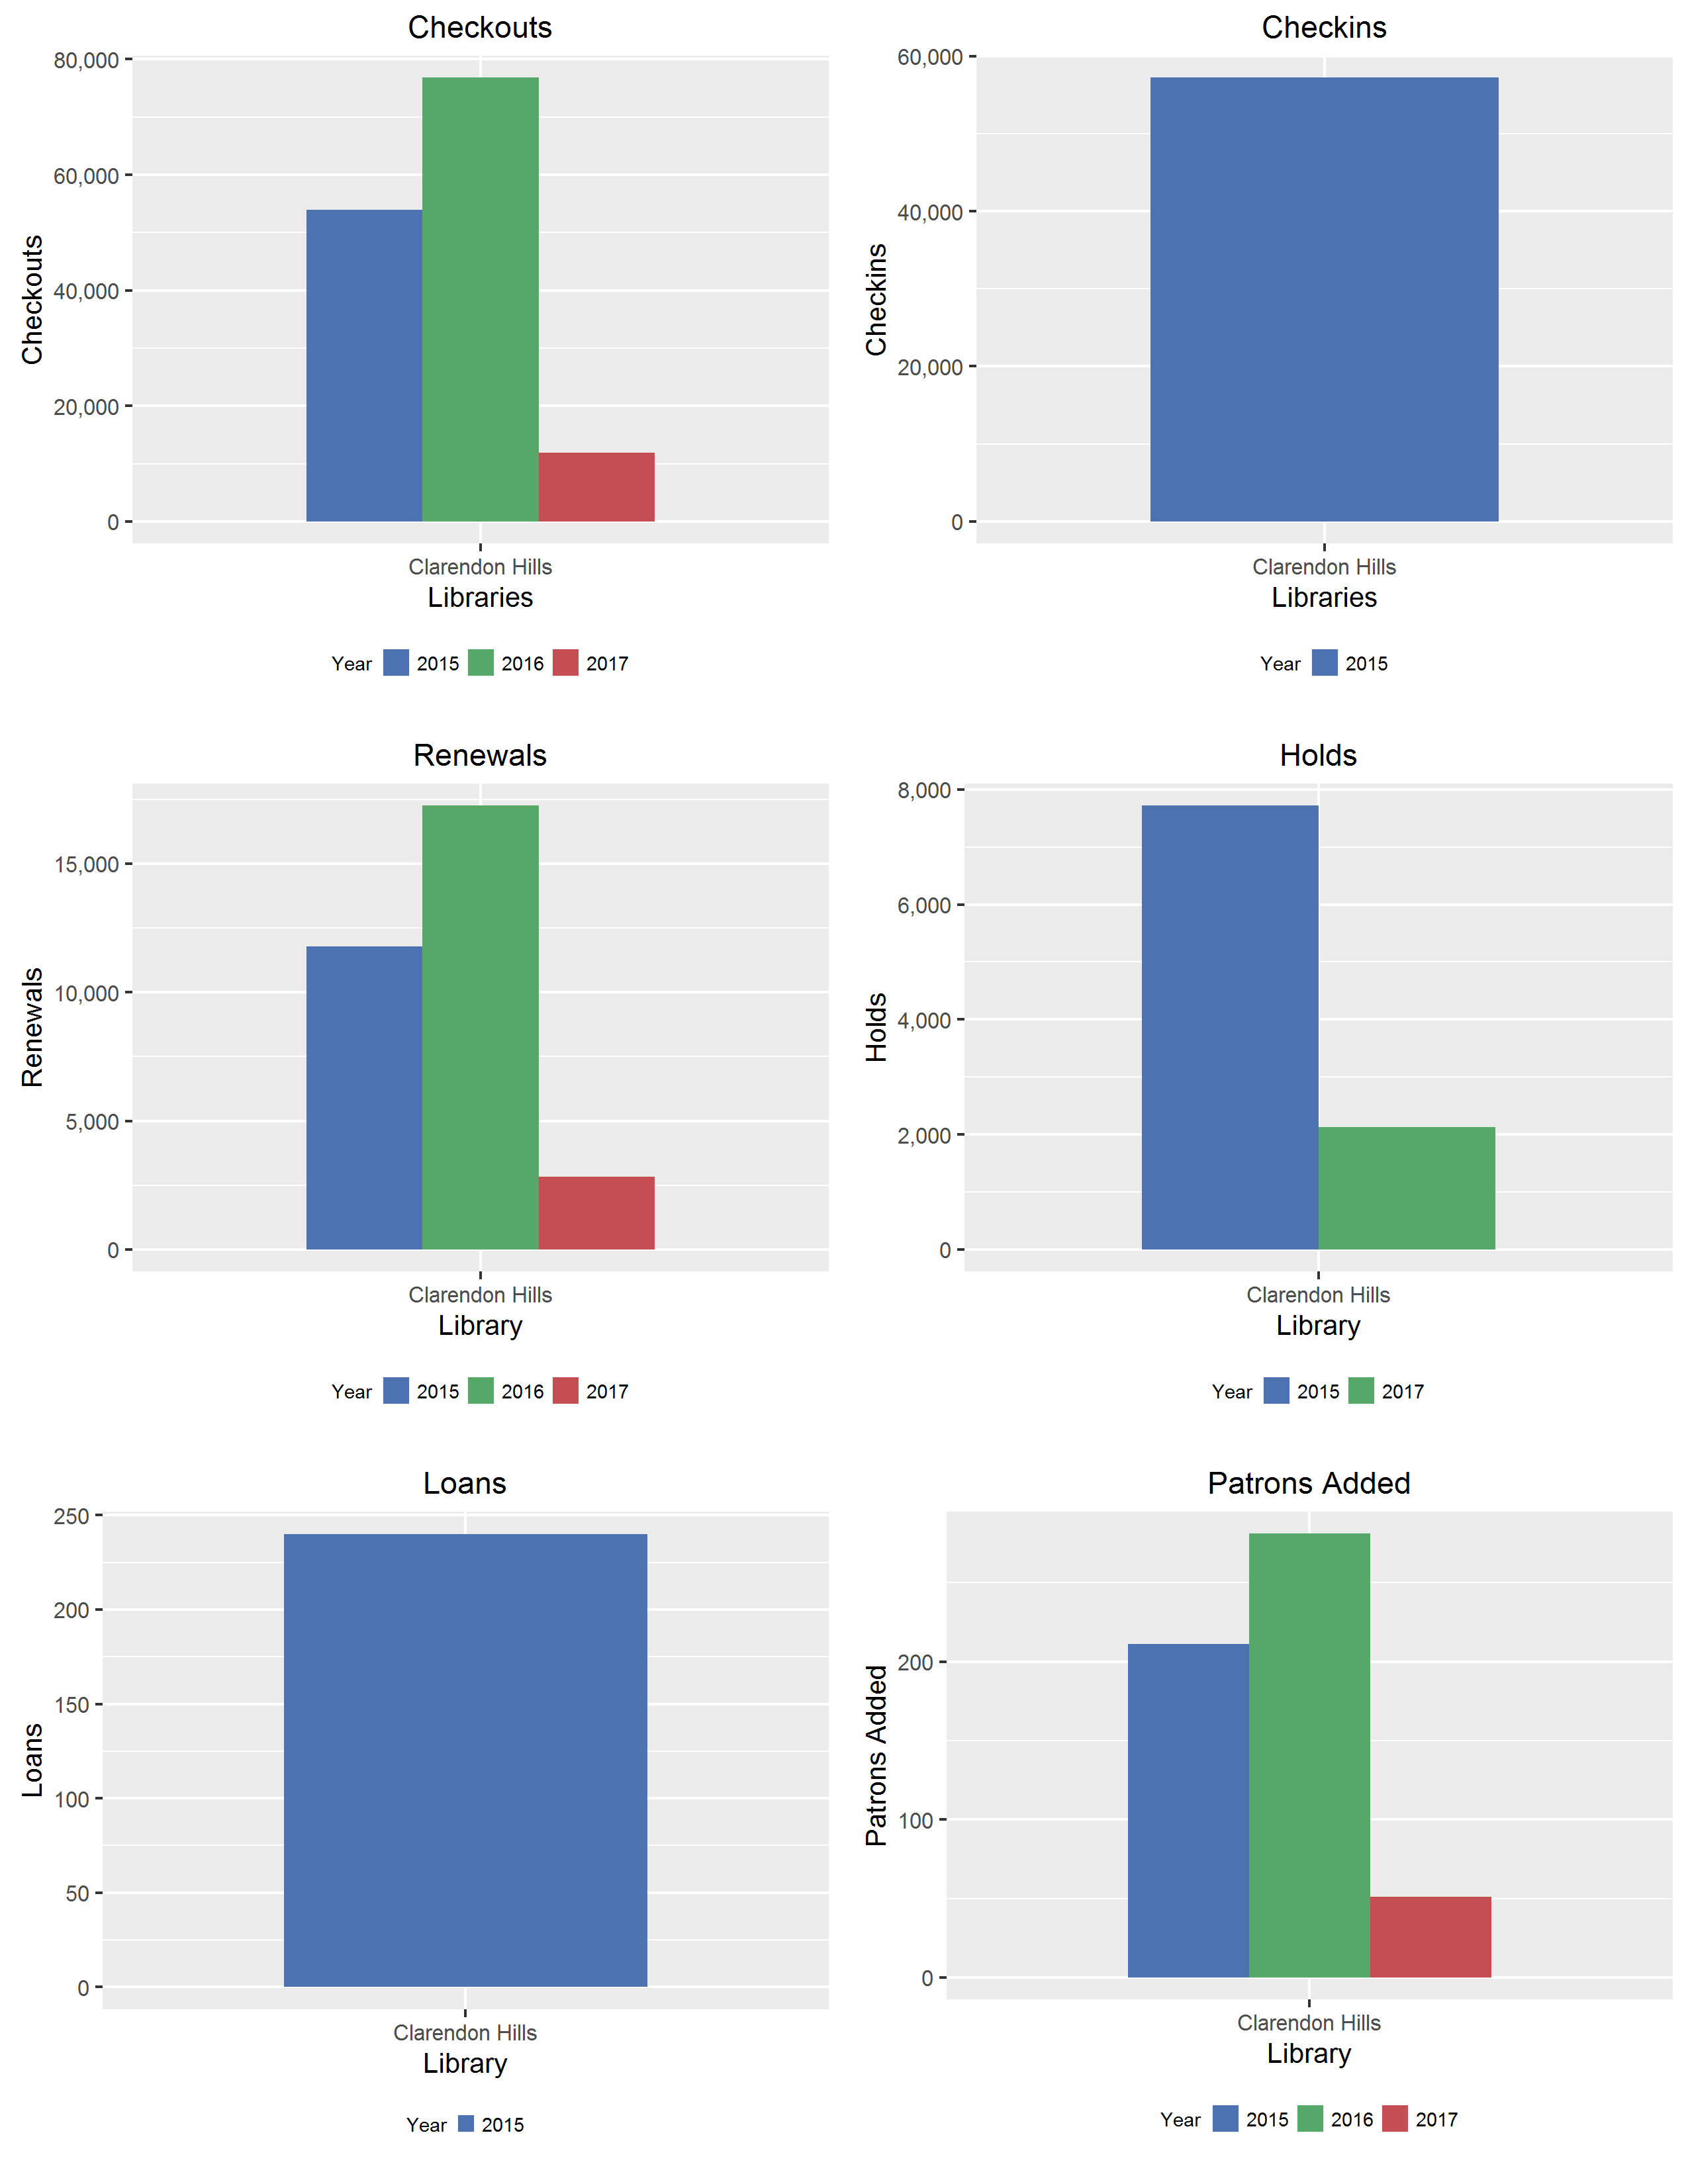 Checkouts
80,000
60,000
40,000
20,000
0
Checkouts
Clarendon Hills
Libraries
Year 2015 2016 2017
Checkins
60,000
40,000
20,000
0
Checkins
Clarendon Hills
Libraries
Year 2015
Renewals
15,000
10,000
5,000
0
Renewals
Clarendon Hills
Library
Year 2015 2016 2017
Holds
8,000
6,000
4,000
2,000
0
Holds
Clarendon Hills
Library
Year 2015 2017
Loans
250
200
150
100
50
0
Loans
Clarendon Hills
Library
Year 2015
Patrons Added
200
100
0
Patrons Added
Clarendon Hills
Library
Year 2015 2016 2017